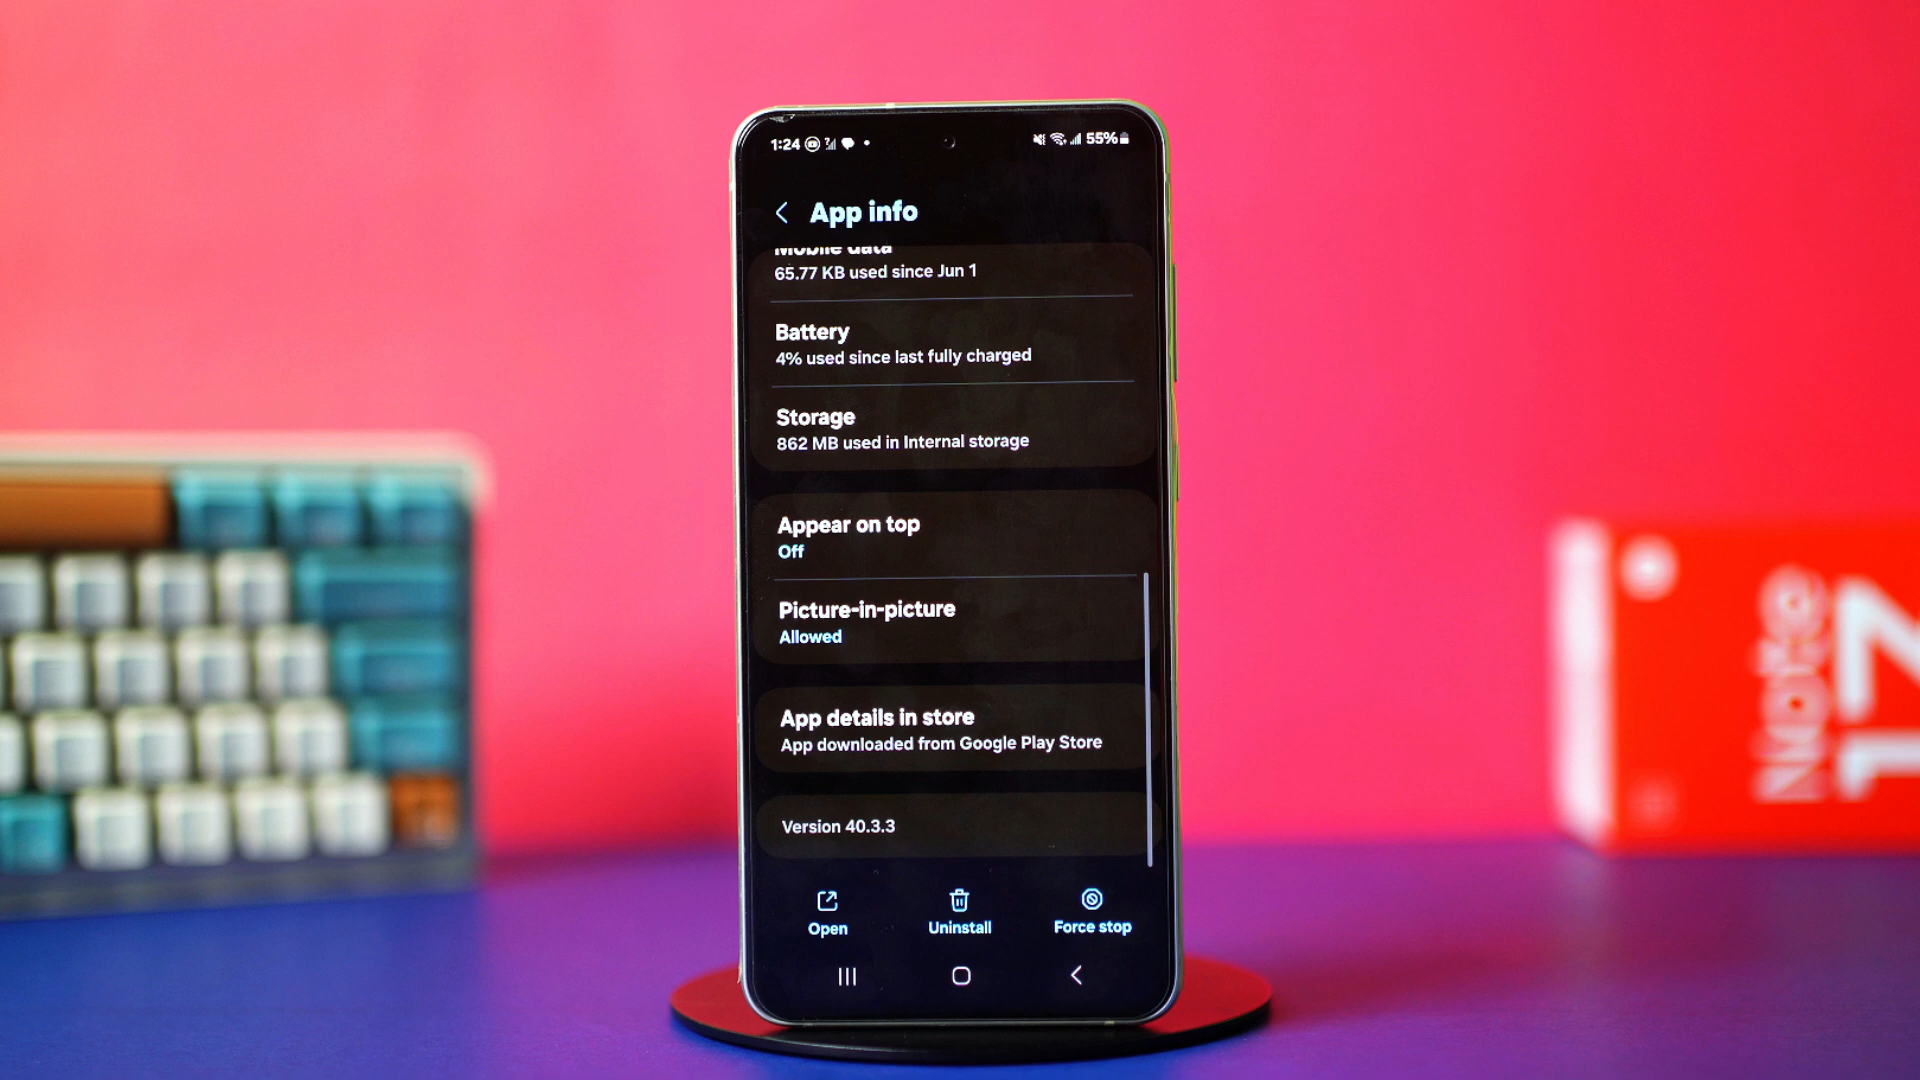 1:24
55%
App info
Mobile data
65.77 KB used since Jun 1
Battery
4% used since last fully charged
Storage
862 MB used in Internal storage
Appear on top
Off
Picture-in-picture
Allowed
App details in store
App downloaded from Google Play Store
Version 40.3.3
Open
Uninstall
Force stop
Note